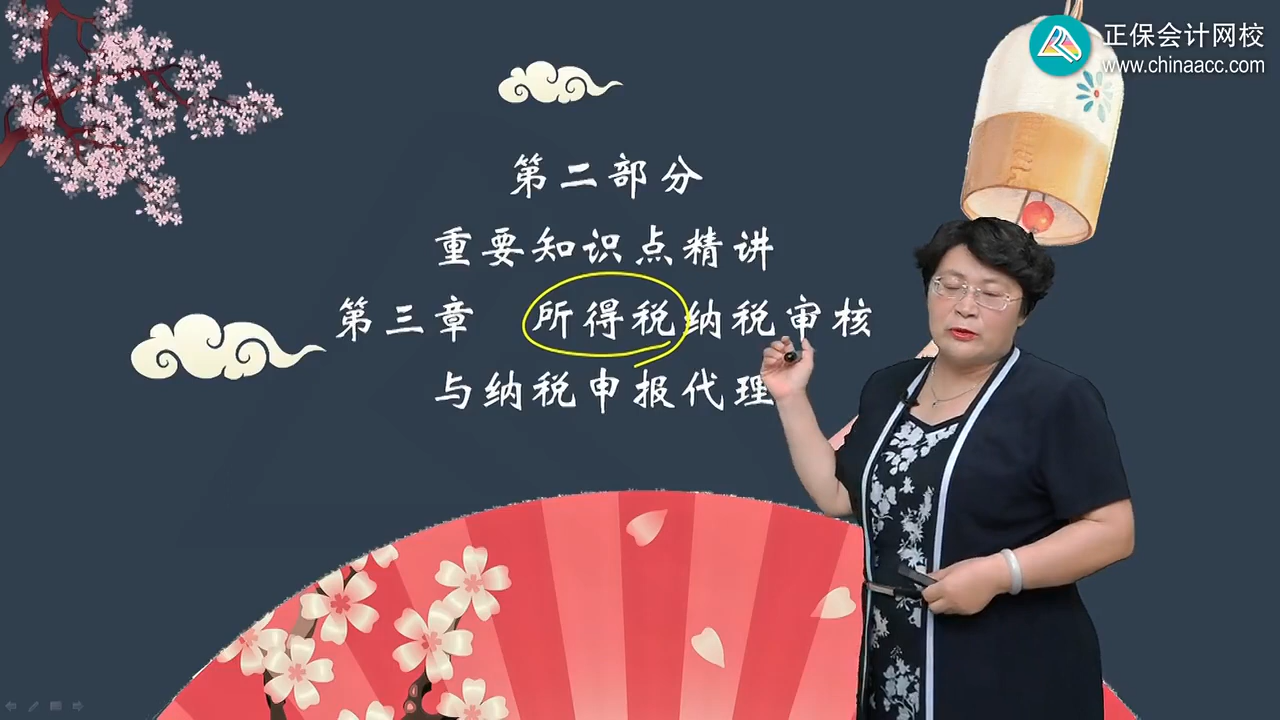 正保会计网校
www.chinaacc.com
第二部分
重要知识点精讲
第三章 所得税纳税审核
与纳税申报代理